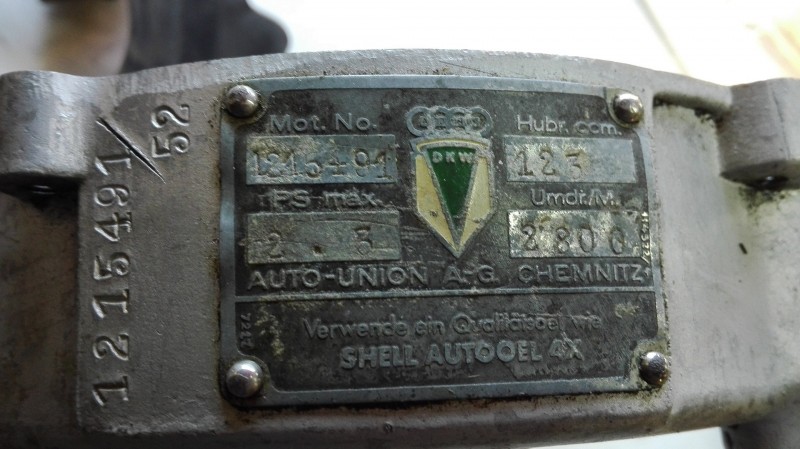 1215491/52
Mot. No. Hubr. ccm.
1215491 123
DKW
PS max. Umdr./M.
2.3 2800
AUTO-UNION A-G. CHEMNITZ
Verwende ein Qualitätsoel wie
SHELL AUTOOEL 4X